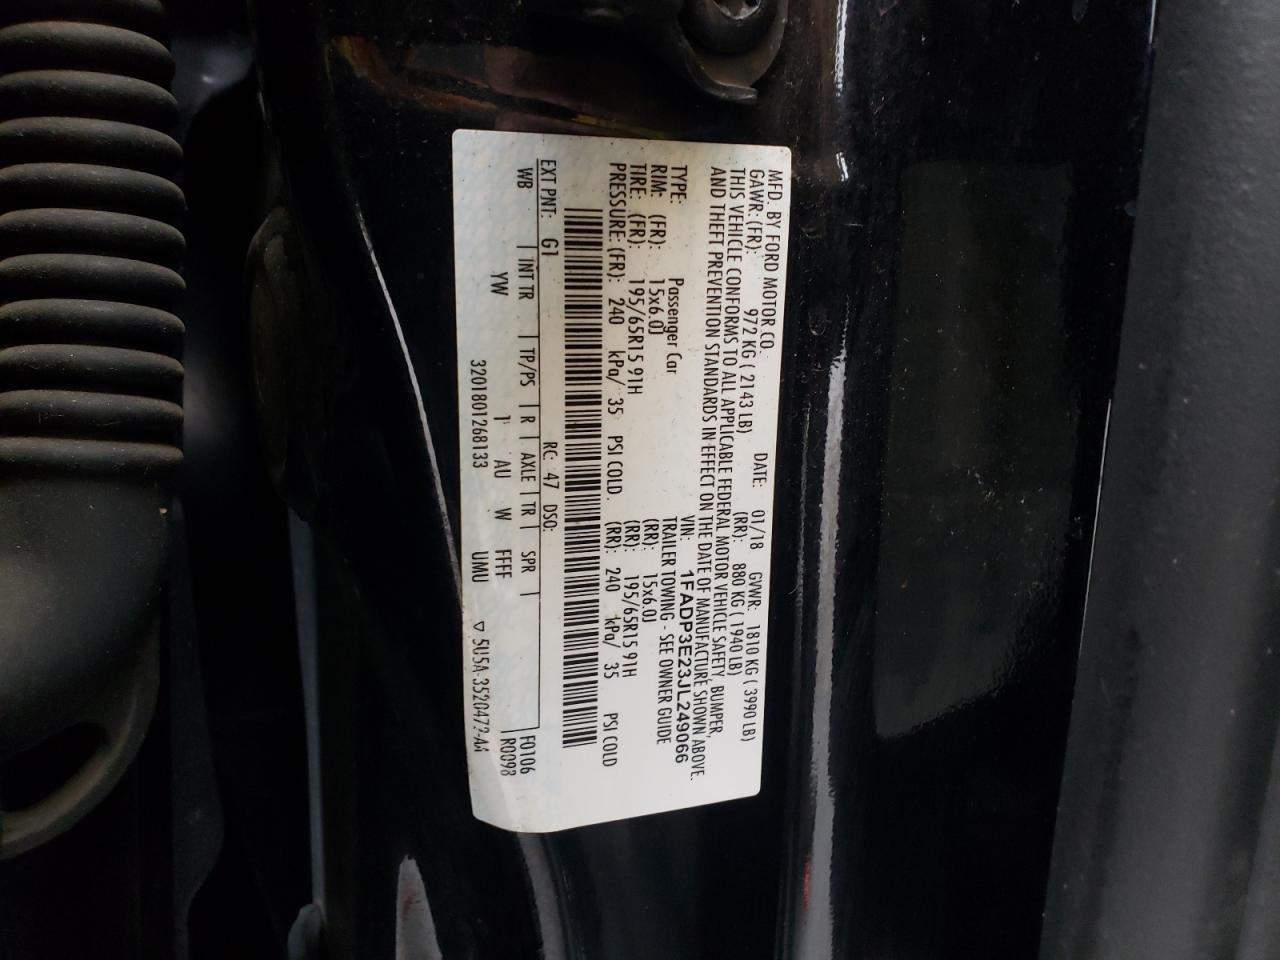 MFD. BY FORD MOTOR CO.
DATE: 01/18 GVWR: 1810 KG ( 3990 LB)
GAWR: (FR): 972 KG ( 2143 LB) (RR): 880 KG ( 1940 LB)
THIS VEHICLE CONFORMS TO ALL APPLICABLE FEDERAL MOTOR VEHICLE SAFETY, BUMPER,
AND THEFT PREVENTION STANDARDS IN EFFECT ON THE DATE OF MANUFACTURE SHOWN ABOVE.
VIN: 1FADP3E23JL249066
TYPE: Passenger Car TRAILER TOWING - SEE OWNER GUIDE
RIM: (FR): 15x6.0J (RR): 15x6.0J
TIRE: (FR): 195/65R15 91H (RR): 195/65R15 91H
PRESSURE: (FR): 240 kPa/ 35 PSI COLD (RR): 240 kPa/ 35 PSI COLD
EXT PNT: G1 RC: 47 DSO: F0106
WB INT TR TP/PS R AXLE TR SPR R0098
YW 1 AU W FFFF
3201801268133 UMU ▽ 5U5A-3520472-AA